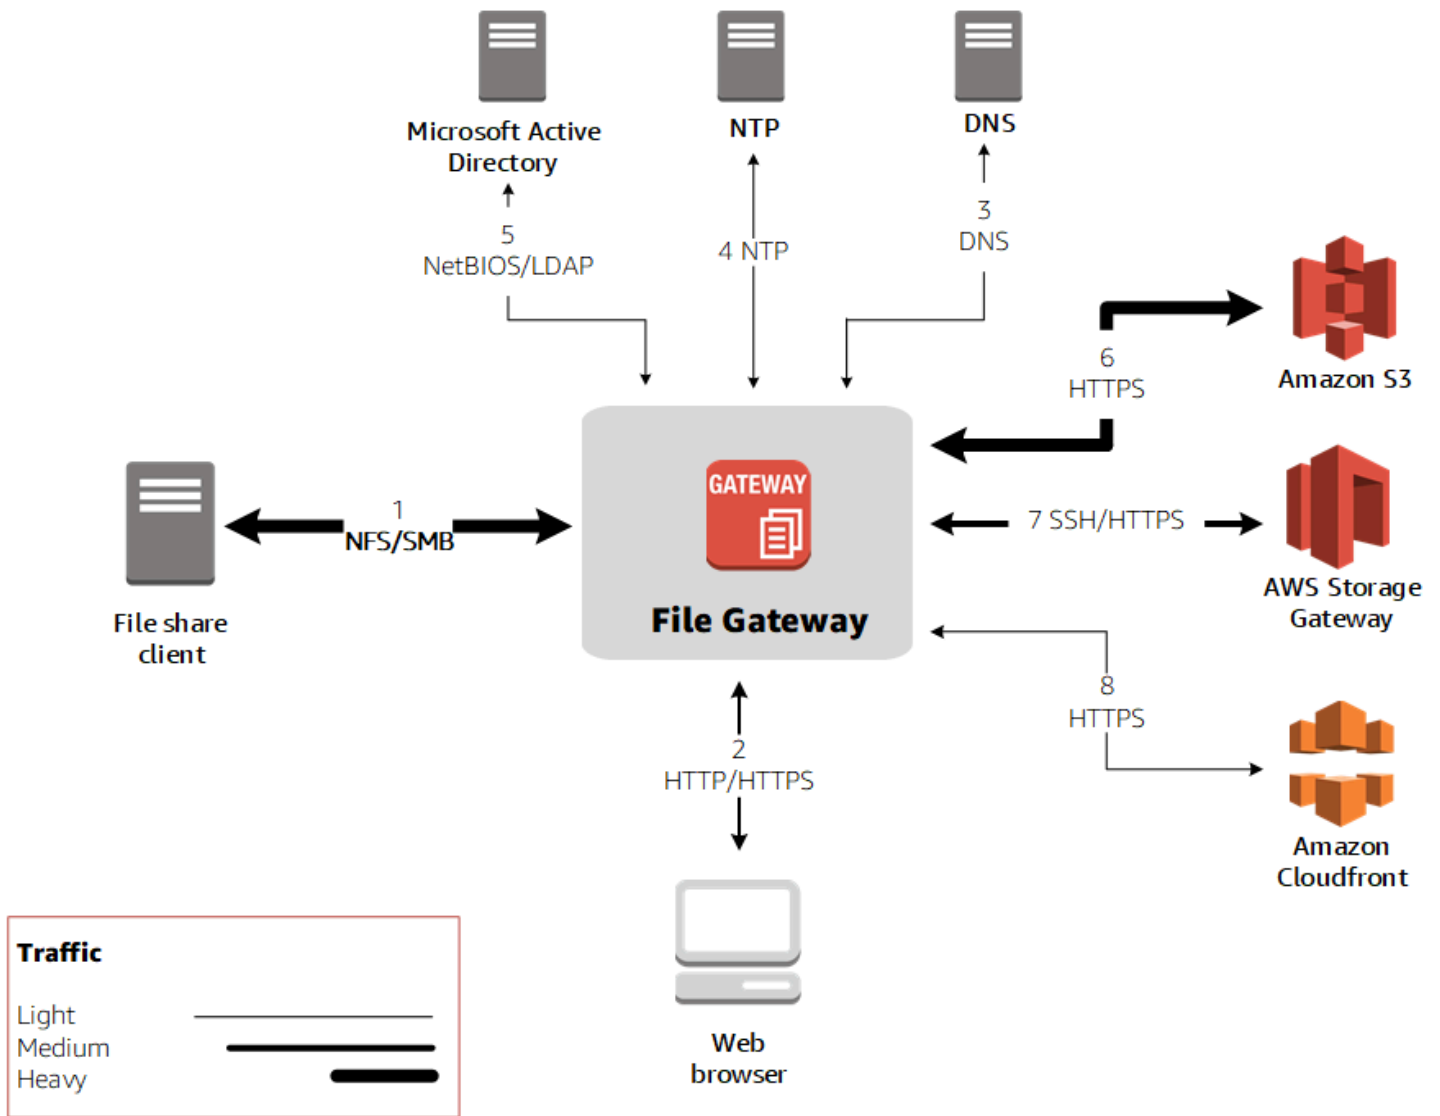 Microsoft Active
Directory
NTP
DNS
5
NetBIOS/LDAP
4 NTP
3
DNS
6
HTTPS
Amazon S3
GATEWAY
File Gateway
1
NFS/SMB
File share
client
7 SSH/HTTPS
AWS Storage
Gateway
8
HTTPS
Amazon
Cloudfront
2
HTTP/HTTPS
Web
browser
Traffic
Light
Medium
Heavy